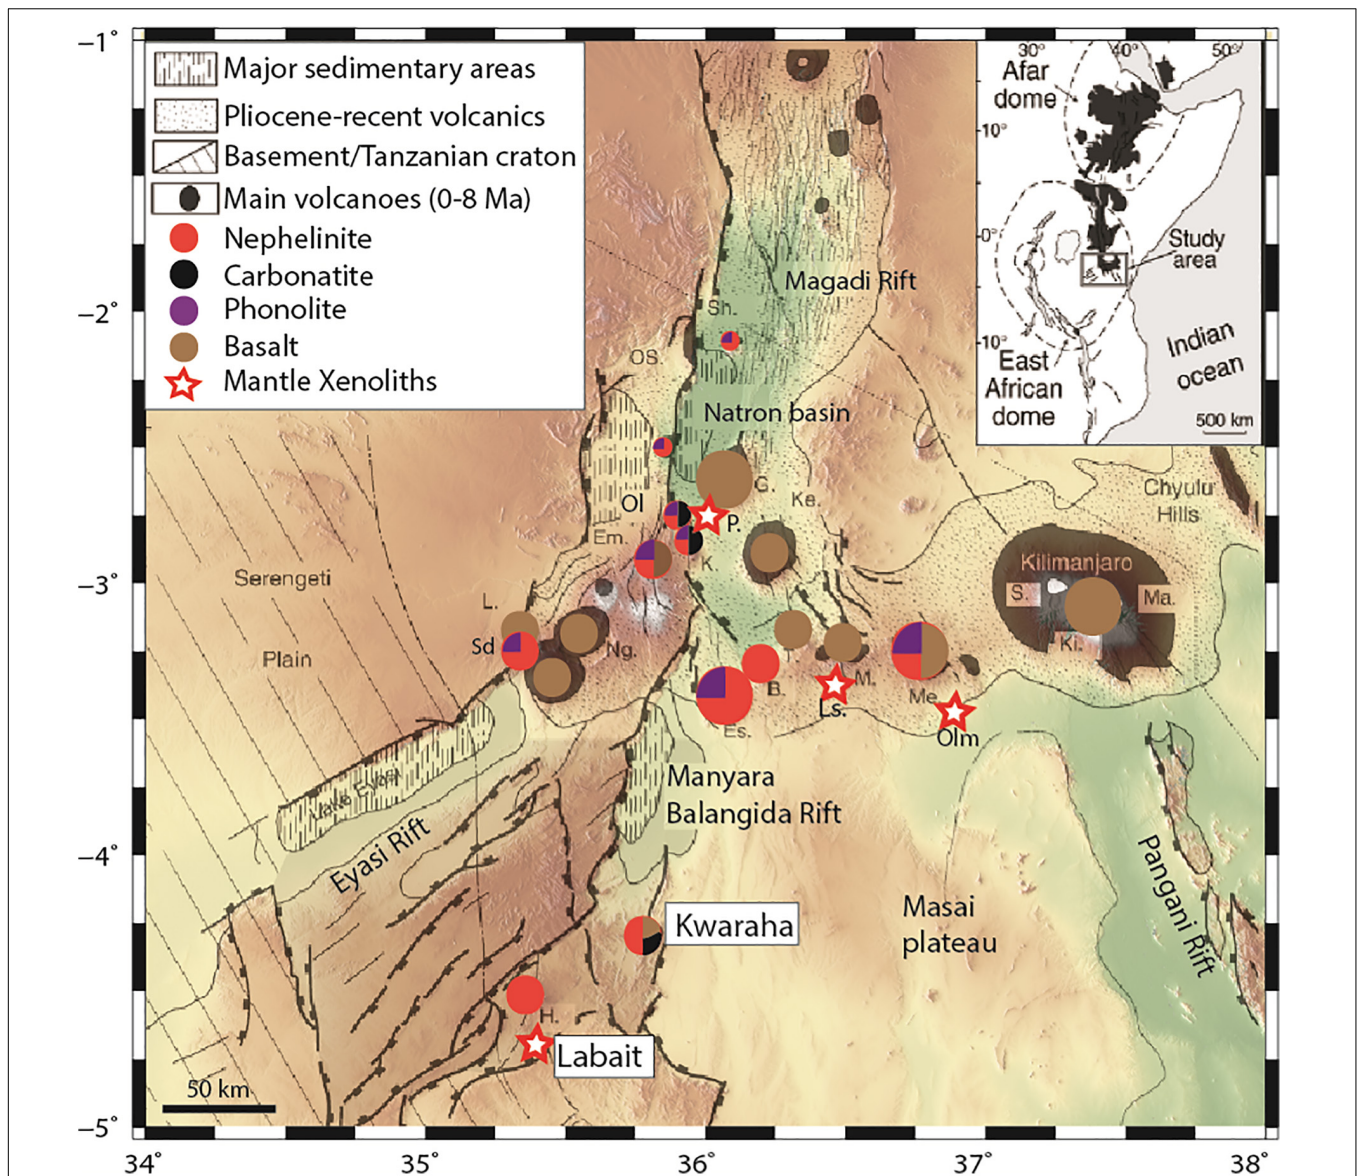 −1°
−2°
−3°
−4°
−5°
34°
35°
36°
37°
38°
Major sedimentary areas
Pliocene-recent volcanics
Basement/Tanzanian craton
Main volcanoes (0-8 Ma)
Nephelinite
Carbonatite
Phonolite
Basalt
Mantle Xenoliths
30°
40°
50°
Afar
dome
10°
0°
Study
area
10°
East
African
dome
Indian
ocean
500 km
Magadi Rift
Sh.
OS.
Natron basin
G.
Ke.
Ol
P.
Em.
K
Chyulu
Hills
Serengeti
Plain
Kilimanjaro
S.
Ma.
Ki.
L.
Sd
Ng.
B.
M.
Me
Ls.
Es.
Olm
Manyara
Balangida Rift
Lake Eyasi
Eyasi Rift
Masai
plateau
Pangani Rift
Kwaraha
H.
Labait
50 km